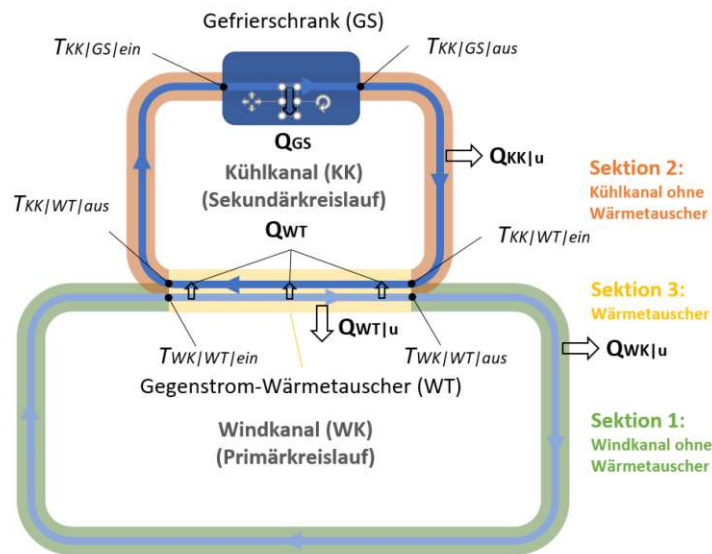 Gefrierschrank (GS)
TKK|GS|ein
TKK|GS|aus
QGS
QKK|u
Kühlkanal (KK)
(Sekundärkreislauf)
Sektion 2:
Kühlkanal ohne
Wärmetauscher
TKK|WT|aus
QWT
TKK|WT|ein
Sektion 3:
Wärmetauscher
QWT|u
TWK|WT|ein
TWK|WT|aus
QWK|u
Gegenstrom-Wärmetauscher (WT)
Windkanal (WK)
(Primärkreislauf)
Sektion 1:
Windkanal ohne
Wärmetauscher